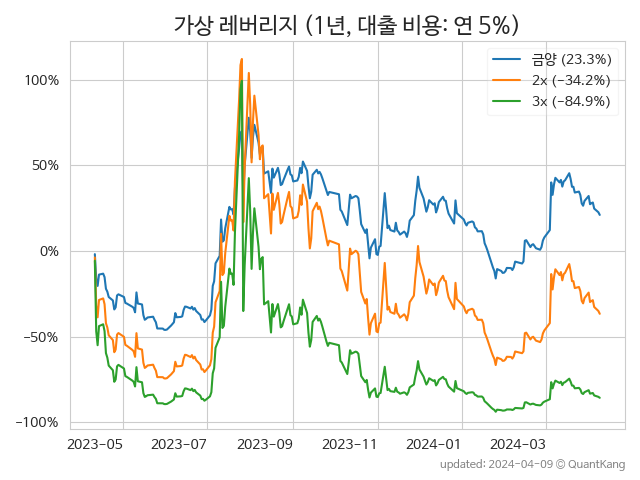 가상 레버리지 (1년, 대출 비용: 연 5%)
금양 (23.3%)
2x (−34.2%)
3x (−84.9%)
100%
50%
0%
−50%
−100%
2023-05 2023-07 2023-09 2023-11 2024-01 2024-03
updated: 2024-04-09 © QuantKang